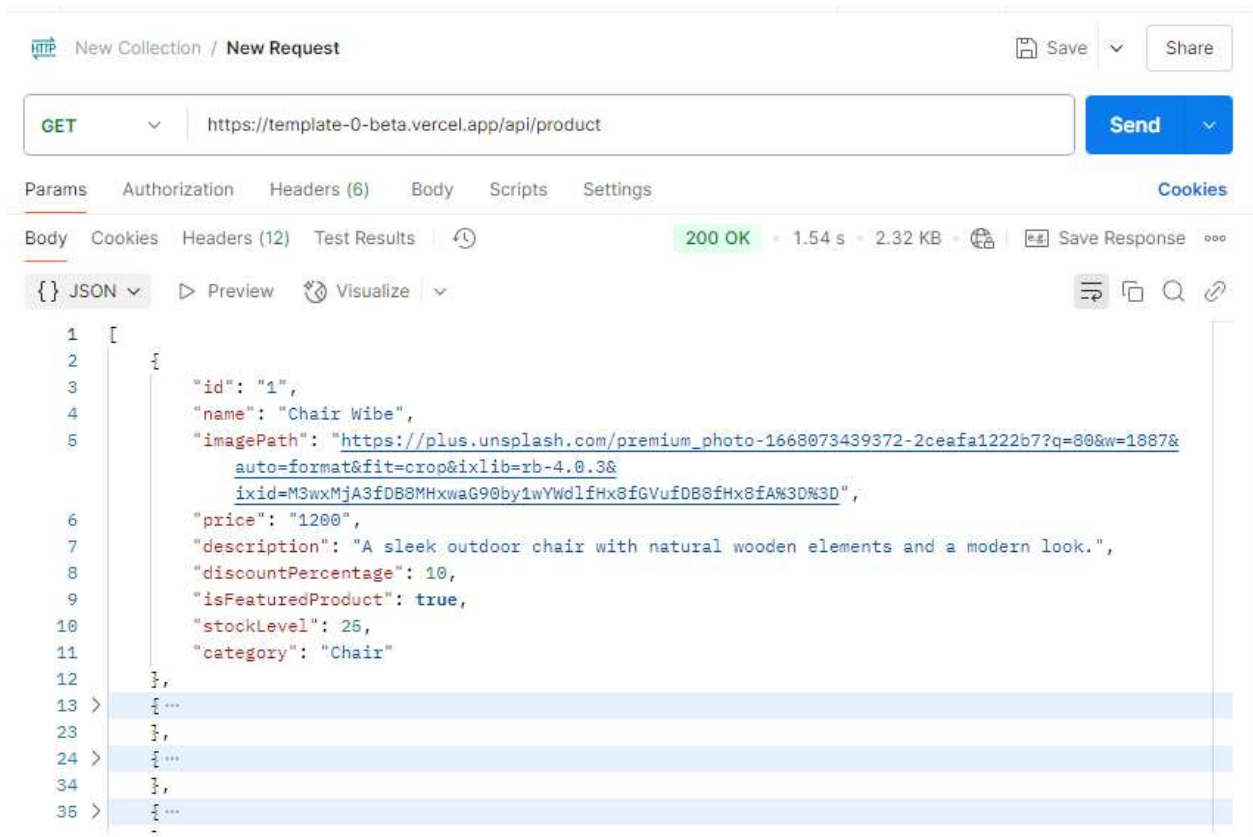 HTTP New Collection / New Request Save Share
GET https://template-0-beta.vercel.app/api/product Send
Params Authorization Headers (6) Body Scripts Settings Cookies
Body Cookies Headers (12) Test Results 200 OK 1.54 s 2.32 KB e.g. Save Response
{} JSON Preview Visualize
1 [
2 {
3 "id": "1",
4 "name": "Chair Wibe",
5 "imagePath": "https://plus.unsplash.com/premium_photo-1668073439372-2ceafa1222b7?q=80&w=1887&
auto=format&fit=crop&ixlib=rb-4.0.3&
ixid=M3wxMjA3fDB8MHxwaG90by1wYWdlfHx8fGVufDB8fHx8fA%3D%3D",
6 "price": "1200",
7 "description": "A sleek outdoor chair with natural wooden elements and a modern look.",
8 "discountPercentage": 10,
9 "isFeaturedProduct": true,
10 "stockLevel": 25,
11 "category": "Chair"
12 },
13 { ...
23 },
24 { ...
34 },
35 { ...